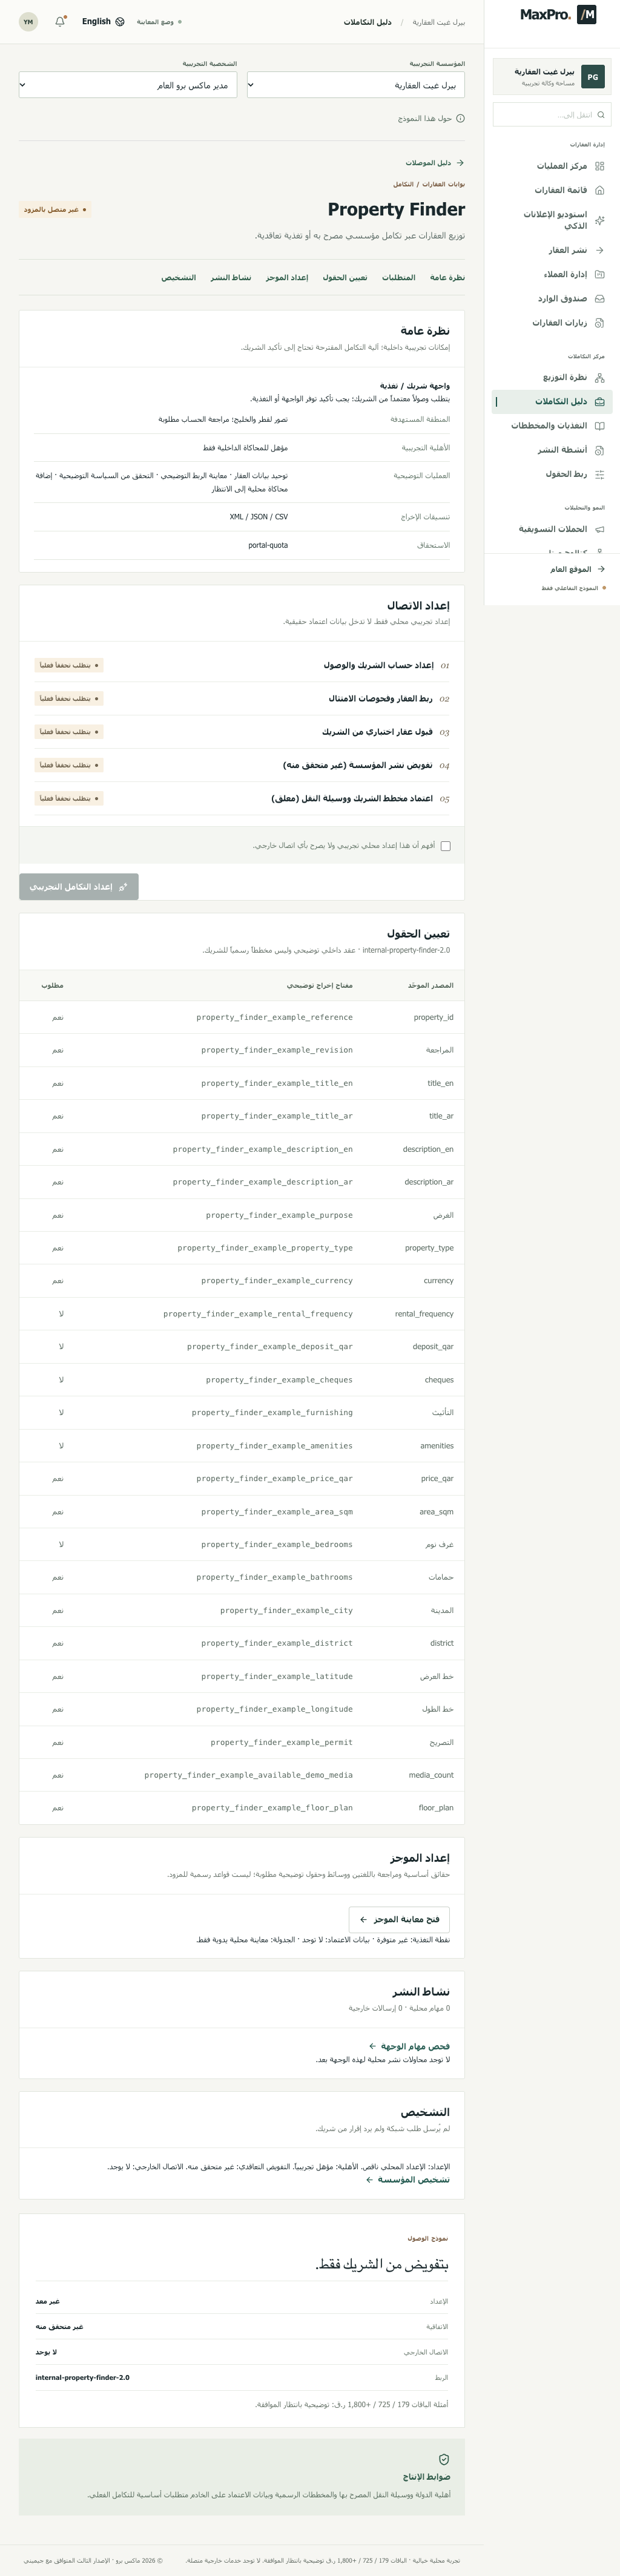 MaxPro.
/M
PG
بيرل غيت العقارية
مساحة وكالة تجريبية
انتقل إلى...
إدارة العقارات
مركز العمليات
قائمة العقارات
استوديو الإعلانات
الذكي
نشر العقار
إدارة العملاء
صندوق الوارد
زيارات العقارات
مركز التكاملات
نظرة التوزيع
دليل التكاملات
التغذيات والمخططات
أنشطة النشر
ربط الحقول
النمو والتحليلات
الحملات التسويقية
الموقع العام
النموذج التفاعلي فقط
بيرل غيت العقارية / دليل التكاملات
وضع المعاينة
English
YM
المؤسسة التجريبية
بيرل غيت العقارية
الشخصية التجريبية
مدير ماكس برو العام
حول هذا النموذج
دليل الموصلات
بوابات العقارات / التكامل
Property Finder
غير متصل بالمزود
توزيع العقارات عبر تكامل مؤسسي مصرح به أو تغذية تعاقدية.
نظرة عامة
المتطلبات
تعيين الحقول
إعداد الموجز
نشاط النشر
التشخيص
نظرة عامة
إمكانات تجريبية داخلية؛ آلية التكامل المقترحة تحتاج إلى تأكيد الشريك.
واجهة شريك / تغذية
يتطلب وصولاً معتمداً من الشريك؛ يجب تأكيد توفر الواجهة أو التغذية.
المنطقة المستهدفة
تصور لقطر والخليج؛ مراجعة الحساب مطلوبة
الأهلية التجريبية
مؤهل للمحاكاة الداخلية فقط
العمليات التوضيحية
توحيد بيانات العقار · معاينة الربط التوضيحي · التحقق من السياسة التوضيحية · إضافة
محاكاة محلية إلى الانتظار
تنسيقات الإخراج
XML / JSON / CSV
الاستحقاق
portal-quota
إعداد الاتصال
إعداد تجريبي محلي فقط. لا تدخل بيانات اعتماد حقيقية.
01 إعداد حساب الشريك والوصول
يتطلب تحققاً فعلياً
02 ربط العقار وفحوصات الامتثال
يتطلب تحققاً فعلياً
03 قبول عقار اختباري من الشريك
يتطلب تحققاً فعلياً
04 تفويض نشر المؤسسة (غير متحقق منه)
يتطلب تحققاً فعلياً
05 اعتماد مخطط الشريك ووسيلة النقل (معلق)
يتطلب تحققاً فعلياً
أفهم أن هذا إعداد محلي تجريبي ولا يصرح بأي اتصال خارجي.
إعداد التكامل التجريبي
تعيين الحقول
internal-property-finder-2.0 · عقد داخلي توضيحي وليس مخططاً رسمياً للشريك.
المصدر الموحّد
مفتاح إخراج توضيحي
مطلوب
property_id property_finder_example_reference نعم
المراجعة property_finder_example_revision نعم
title_en property_finder_example_title_en نعم
title_ar property_finder_example_title_ar نعم
description_en property_finder_example_description_en نعم
description_ar property_finder_example_description_ar نعم
الغرض property_finder_example_purpose نعم
property_type property_finder_example_property_type نعم
currency property_finder_example_currency نعم
rental_frequency property_finder_example_rental_frequency لا
deposit_qar property_finder_example_deposit_qar لا
cheques property_finder_example_cheques لا
التأثيث property_finder_example_furnishing لا
amenities property_finder_example_amenities لا
price_qar property_finder_example_price_qar نعم
area_sqm property_finder_example_area_sqm نعم
غرف نوم property_finder_example_bedrooms لا
حمامات property_finder_example_bathrooms نعم
المدينة property_finder_example_city نعم
district property_finder_example_district نعم
خط العرض property_finder_example_latitude نعم
خط الطول property_finder_example_longitude نعم
التصريح property_finder_example_permit نعم
media_count property_finder_example_available_demo_media نعم
floor_plan property_finder_example_floor_plan نعم
إعداد الموجز
حقائق أساسية ومراجعة باللغتين ووسائط وحقول توضيحية مطلوبة؛ ليست قواعد رسمية للمزود.
فتح معاينة الموجز
نقطة التغذية: غير متوفرة · بيانات الاعتماد: لا توجد · الجدولة: معاينة محلية يدوية فقط.
نشاط النشر
0 مهام محلية · 0 إرسالات خارجية
فحص مهام الوجهة
لا توجد محاولات نشر محلية لهذه الوجهة بعد.
التشخيص
لم يُرسل طلب شبكة ولم يرد إقرار من شريك.
الإعداد: الإعداد المحلي ناقص. الأهلية: مؤهل تجريبياً. التفويض التعاقدي: غير متحقق منه. الاتصال الخارجي: لا يوجد.
تشخيص المؤسسة
نموذج الوصول
بتفويض من الشريك فقط.
الإعداد
غير معد
الاتفاقية
غير متحقق منه
الاتصال الخارجي
لا يوجد
الربط
internal-property-finder-2.0
أمثلة الباقات 179 / 725 / +1,800 ر.ق: توضيحية بانتظار الموافقة.
ضوابط الإنتاج
أهلية الدولة ووسيلة النقل المصرح بها والمخططات الرسمية وبيانات الاعتماد على الخادم متطلبات أساسية للتكامل الفعلي.
تجربة محلية خيالية · الباقات 179 / 725 / +1,800 ر.ق توضيحية بانتظار الموافقة. لا توجد خدمات خارجية متصلة.
© 2026 ماكس برو · الإصدار الثالث المتوافق مع جيميني